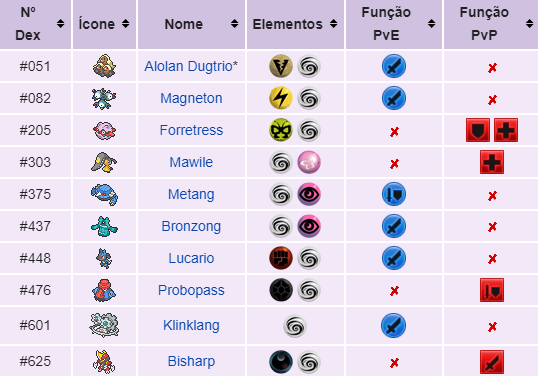 Nº Dex Ícone Nome Elementos Função PvE Função PvP
#051 Alolan Dugtrio* ✘
#082 Magneton ✘
#205 Forretress ✘
#303 Mawile ✘
#375 Metang ✘
#437 Bronzong ✘
#448 Lucario ✘
#476 Probopass ✘
#601 Klinklang ✘
#625 Bisharp ✘